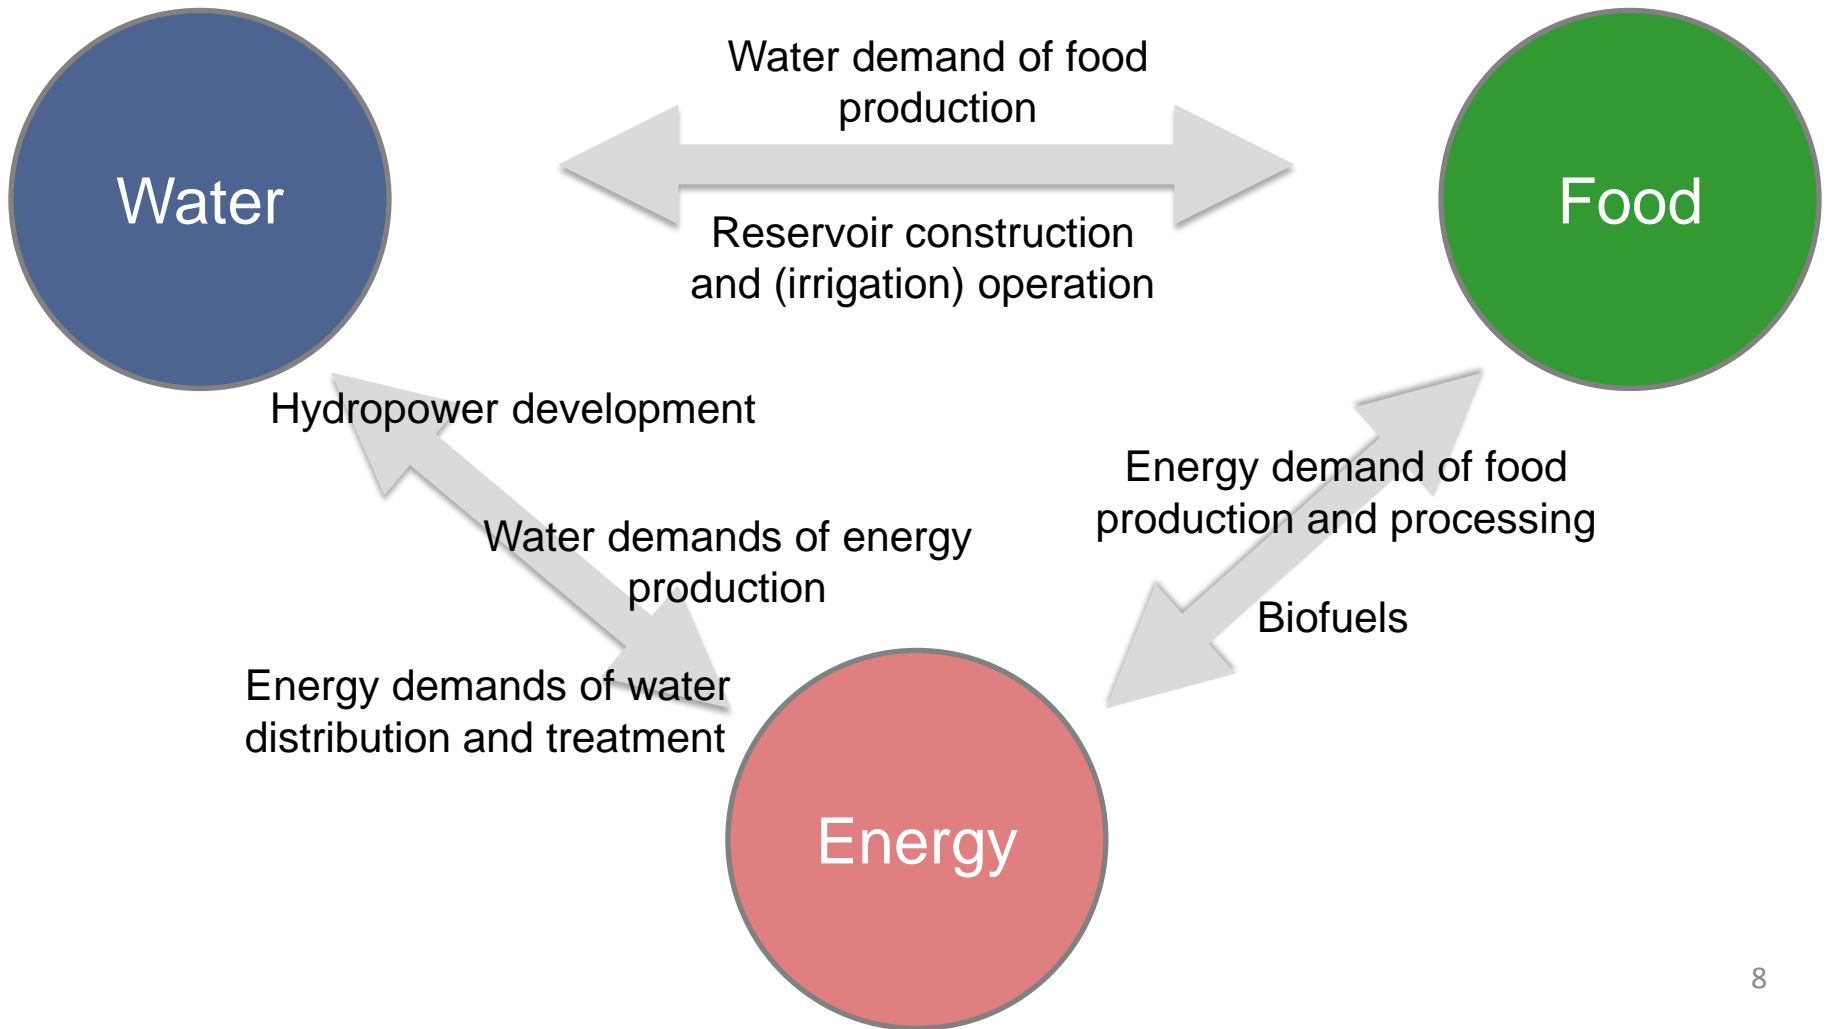 Water demand of food
production
Water
Food
Reservoir construction
and (irrigation) operation
Hydropower development
Energy demand of food
production and processing
Water demands of energy
production
Biofuels
Energy demands of water
distribution and treatment
Energy
8